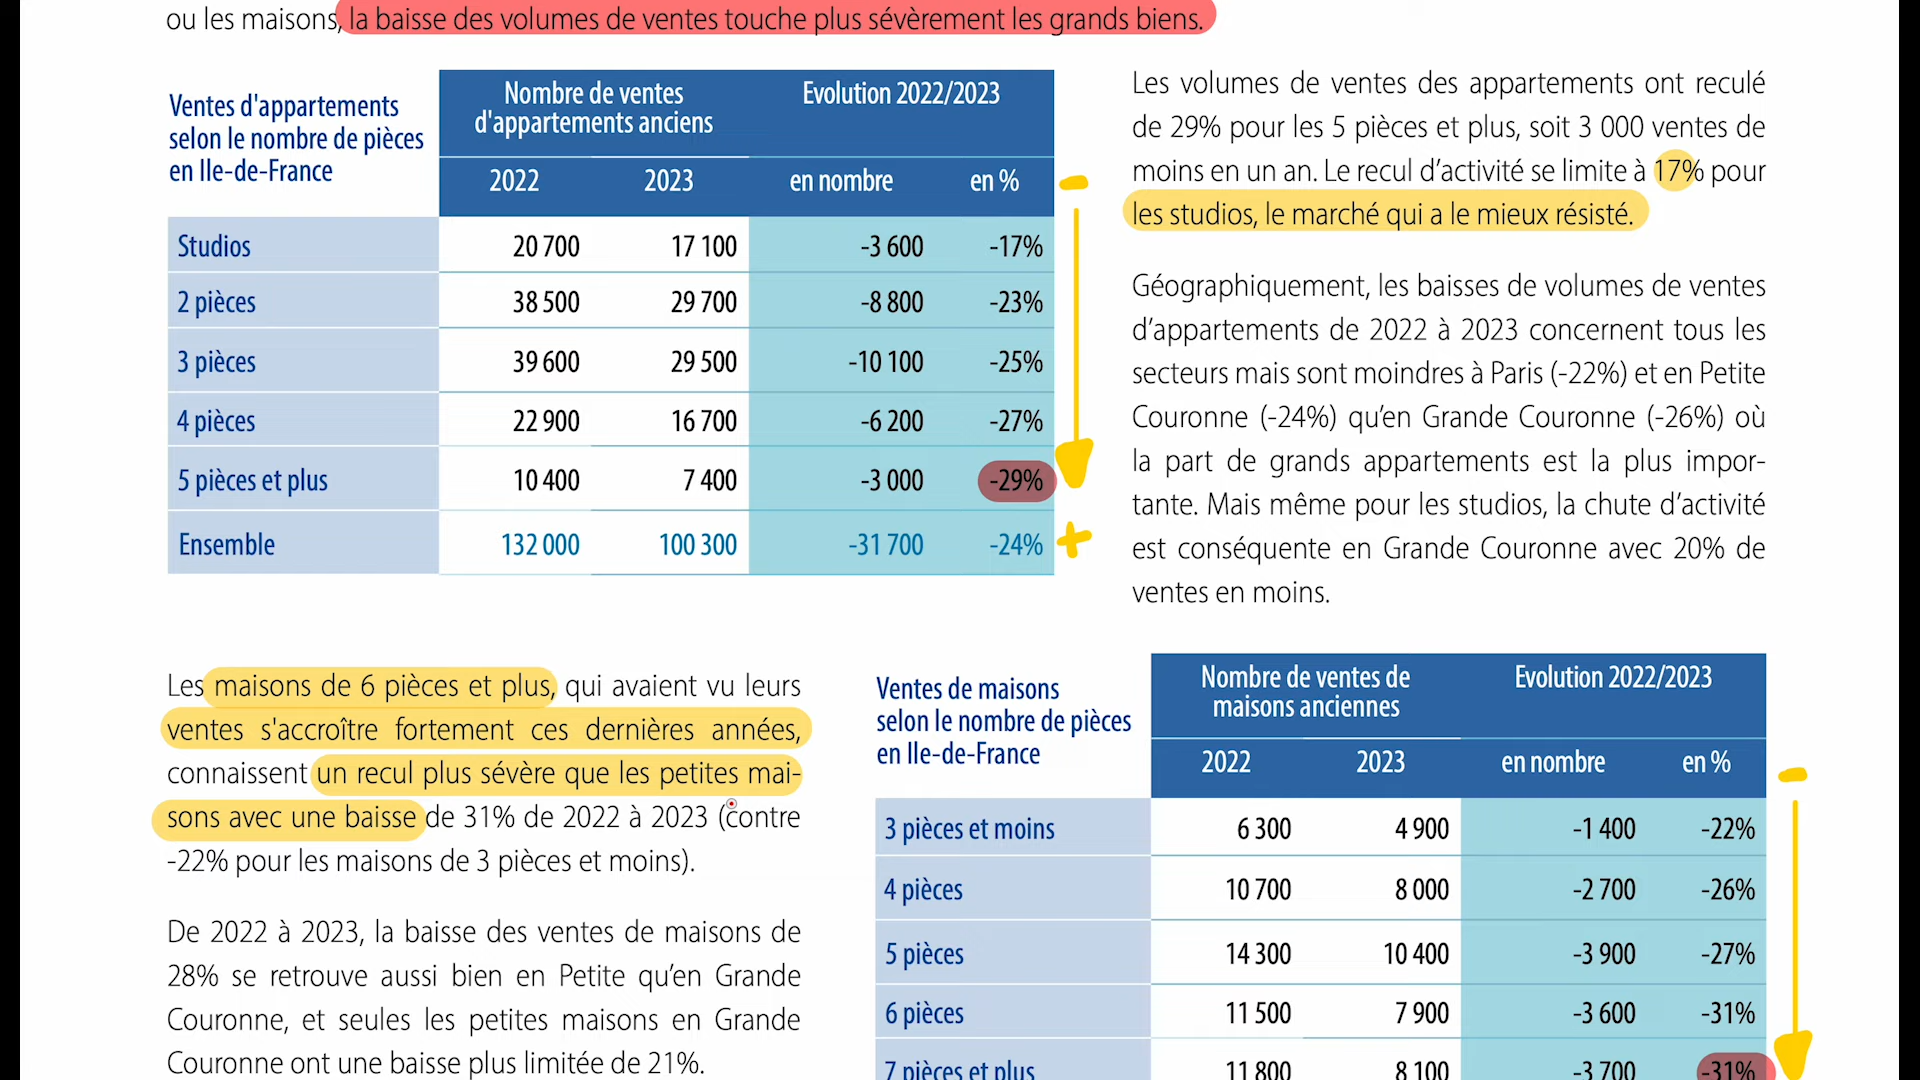 ou les maisons, la baisse des volumes de ventes touche plus sévèrement les grands biens.
Ventes d'appartements
selon le nombre de pièces
en Ile-de-France
Nombre de ventes
d'appartements anciens
Evolution 2022/2023
2022 2023 en nombre en %
Studios 20 700 17 100 -3 600 -17%
2 pièces 38 500 29 700 -8 800 -23%
3 pièces 39 600 29 500 -10 100 -25%
4 pièces 22 900 16 700 -6 200 -27%
5 pièces et plus 10 400 7 400 -3 000 -29%
Ensemble 132 000 100 300 -31 700 -24%
Les volumes de ventes des appartements ont reculé
de 29% pour les 5 pièces et plus, soit 3 000 ventes de
moins en un an. Le recul d’activité se limite à 17% pour
les studios, le marché qui a le mieux résisté.
Géographiquement, les baisses de volumes de ventes
d’appartements de 2022 à 2023 concernent tous les
secteurs mais sont moindres à Paris (-22%) et en Petite
Couronne (-24%) qu’en Grande Couronne (-26%) où
la part de grands appartements est la plus impor-
tante. Mais même pour les studios, la chute d’activité
est conséquente en Grande Couronne avec 20% de
ventes en moins.
Les maisons de 6 pièces et plus, qui avaient vu leurs
ventes s'accroître fortement ces dernières années,
connaissent un recul plus sévère que les petites mai-
sons avec une baisse de 31% de 2022 à 2023 (contre
-22% pour les maisons de 3 pièces et moins).
De 2022 à 2023, la baisse des ventes de maisons de
28% se retrouve aussi bien en Petite qu’en Grande
Couronne, et seules les petites maisons en Grande
Couronne ont une baisse plus limitée de 21%.
Ventes de maisons
selon le nombre de pièces
en Ile-de-France
Nombre de ventes de
maisons anciennes
Evolution 2022/2023
2022 2023 en nombre en %
3 pièces et moins 6 300 4 900 -1 400 -22%
4 pièces 10 700 8 000 -2 700 -26%
5 pièces 14 300 10 400 -3 900 -27%
6 pièces 11 500 7 900 -3 600 -31%
7 pièces et plus 11 800 8 100 -3 700 -31%